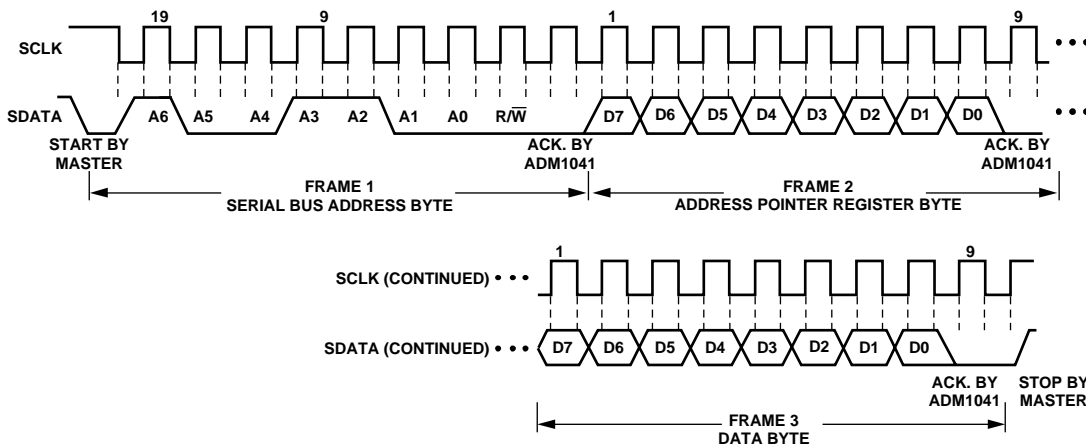 19 9 1 9
SCLK
SDATA A6 A5 A4 A3 A2 A1 A0 R/W̅ D7 D6 D5 D4 D3 D2 D1 D0
START BY
MASTER
ACK. BY
ADM1041
ACK. BY
ADM1041
FRAME 1
SERIAL BUS ADDRESS BYTE
FRAME 2
ADDRESS POINTER REGISTER BYTE
1 9
SCLK (CONTINUED)
SDATA (CONTINUED) D7 D6 D5 D4 D3 D2 D1 D0
ACK. BY
ADM1041
STOP BY
MASTER
FRAME 3
DATA BYTE